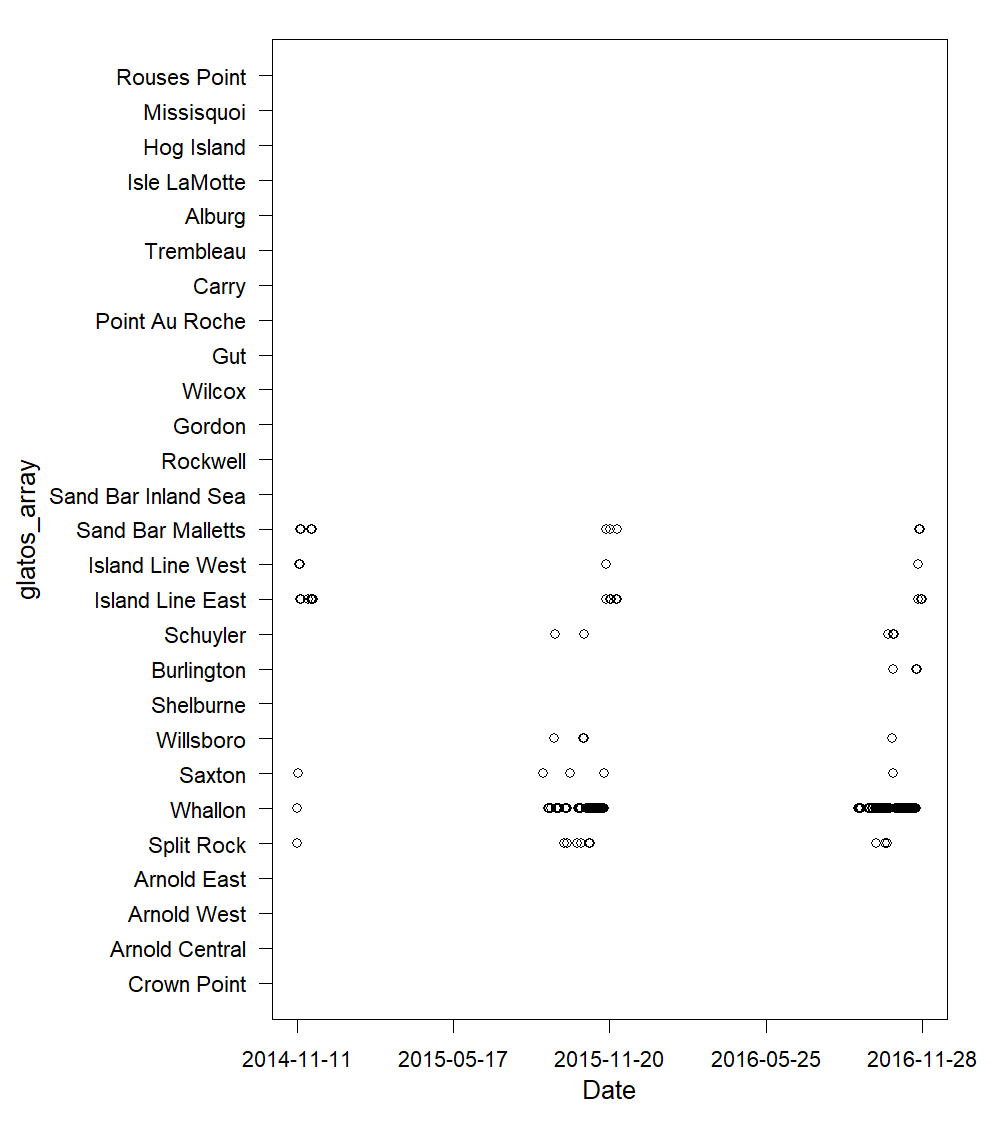 Rouses Point
Missisquoi
Hog Island
Isle LaMotte
Alburg
Trembleau
Carry
Point Au Roche
Gut
Wilcox
Gordon
Rockwell
Sand Bar Inland Sea
Sand Bar Malletts
Island Line West
Island Line East
Schuyler
Burlington
Shelburne
Willsboro
Saxton
Whallon
Split Rock
Arnold East
Arnold West
Arnold Central
Crown Point
glatos_array
2014-11-11 2015-05-17 2015-11-20 2016-05-25 2016-11-28
Date